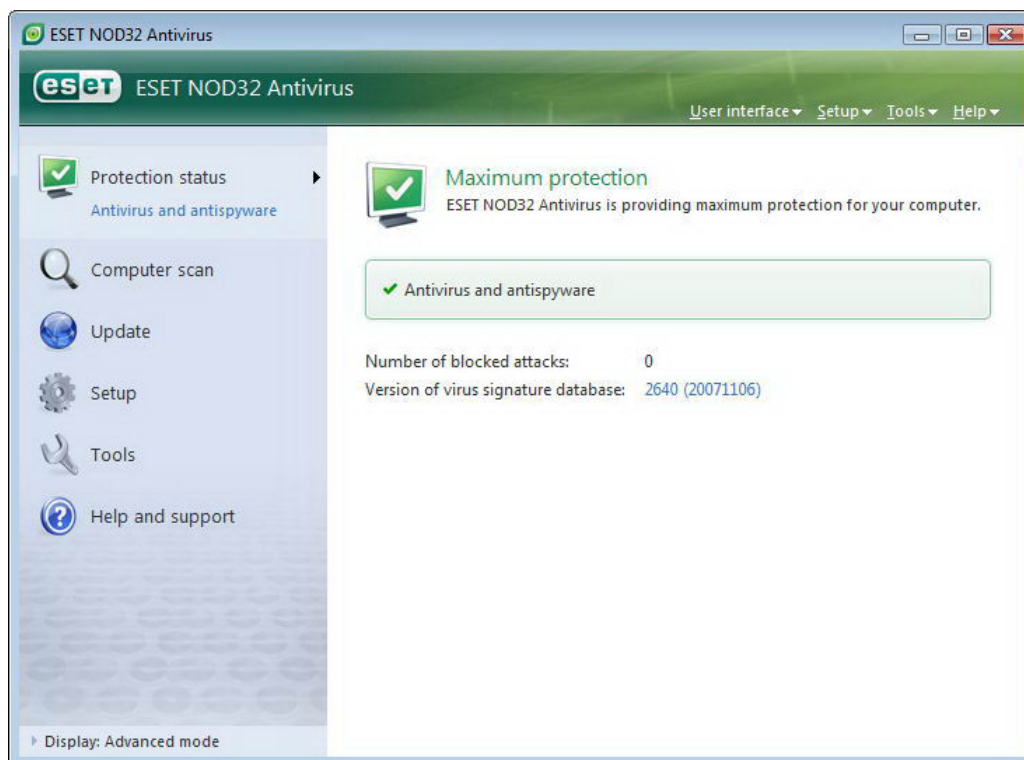 ESET NOD32 Antivirus
eset ESET NOD32 Antivirus
User interface Setup Tools Help
Protection status
Antivirus and antispyware
Computer scan
Update
Setup
Tools
Help and support
Display: Advanced mode
Maximum protection
ESET NOD32 Antivirus is providing maximum protection for your computer.
Antivirus and antispyware
Number of blocked attacks: 0
Version of virus signature database: 2640 (20071106)